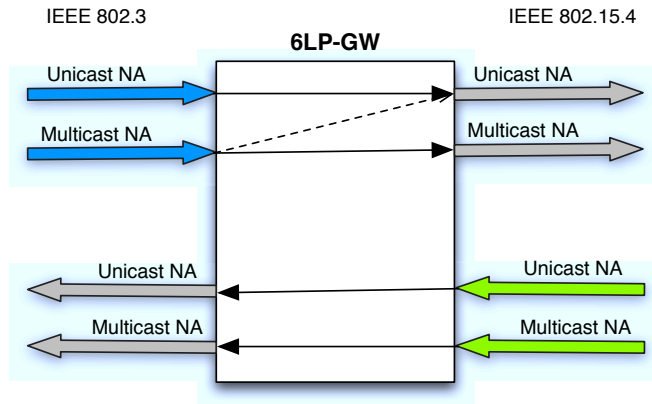 IEEE 802.3
IEEE 802.15.4
6LP-GW
Unicast NA
Unicast NA
Multicast NA
Multicast NA
Unicast NA
Unicast NA
Multicast NA
Multicast NA